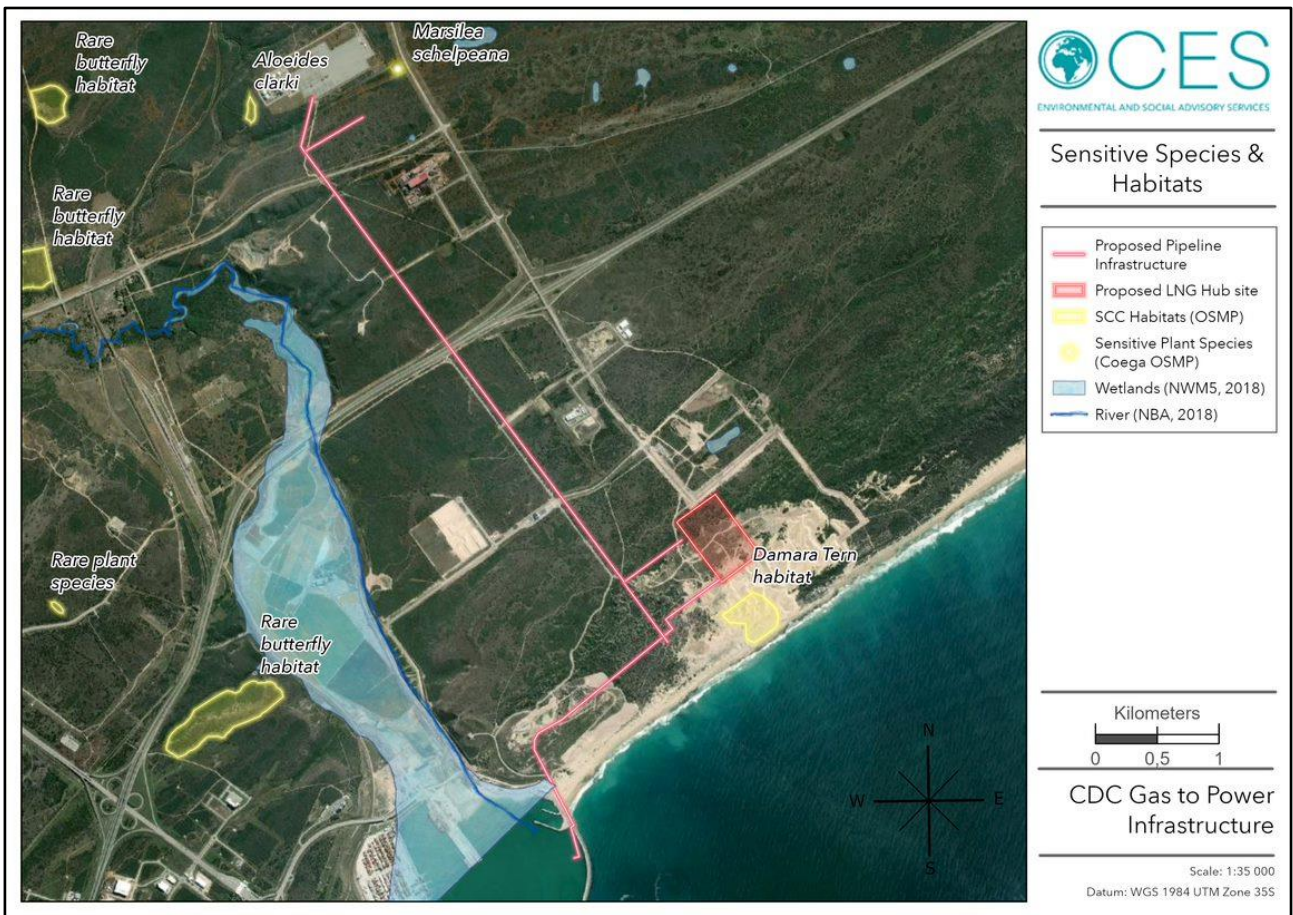 Rare
butterfly
habitat
Aloeides
clarki
Marsilea
schelpeana
Rare
butterfly
habitat
Rare plant
species
Rare
butterfly
habitat
Damara Tern
habitat
N
W
E
S
CES
ENVIRONMENTAL AND SOCIAL ADVISORY SERVICES
Sensitive Species &
Habitats
Proposed Pipeline
Infrastructure
Proposed LNG Hub site
SCC Habitats (OSMP)
Sensitive Plant Species
(Coega OSMP)
Wetlands (NWM5, 2018)
River (NBA, 2018)
Kilometers
0 0,5 1
CDC Gas to Power
Infrastructure
Scale: 1:35 000
Datum: WGS 1984 UTM Zone 35S